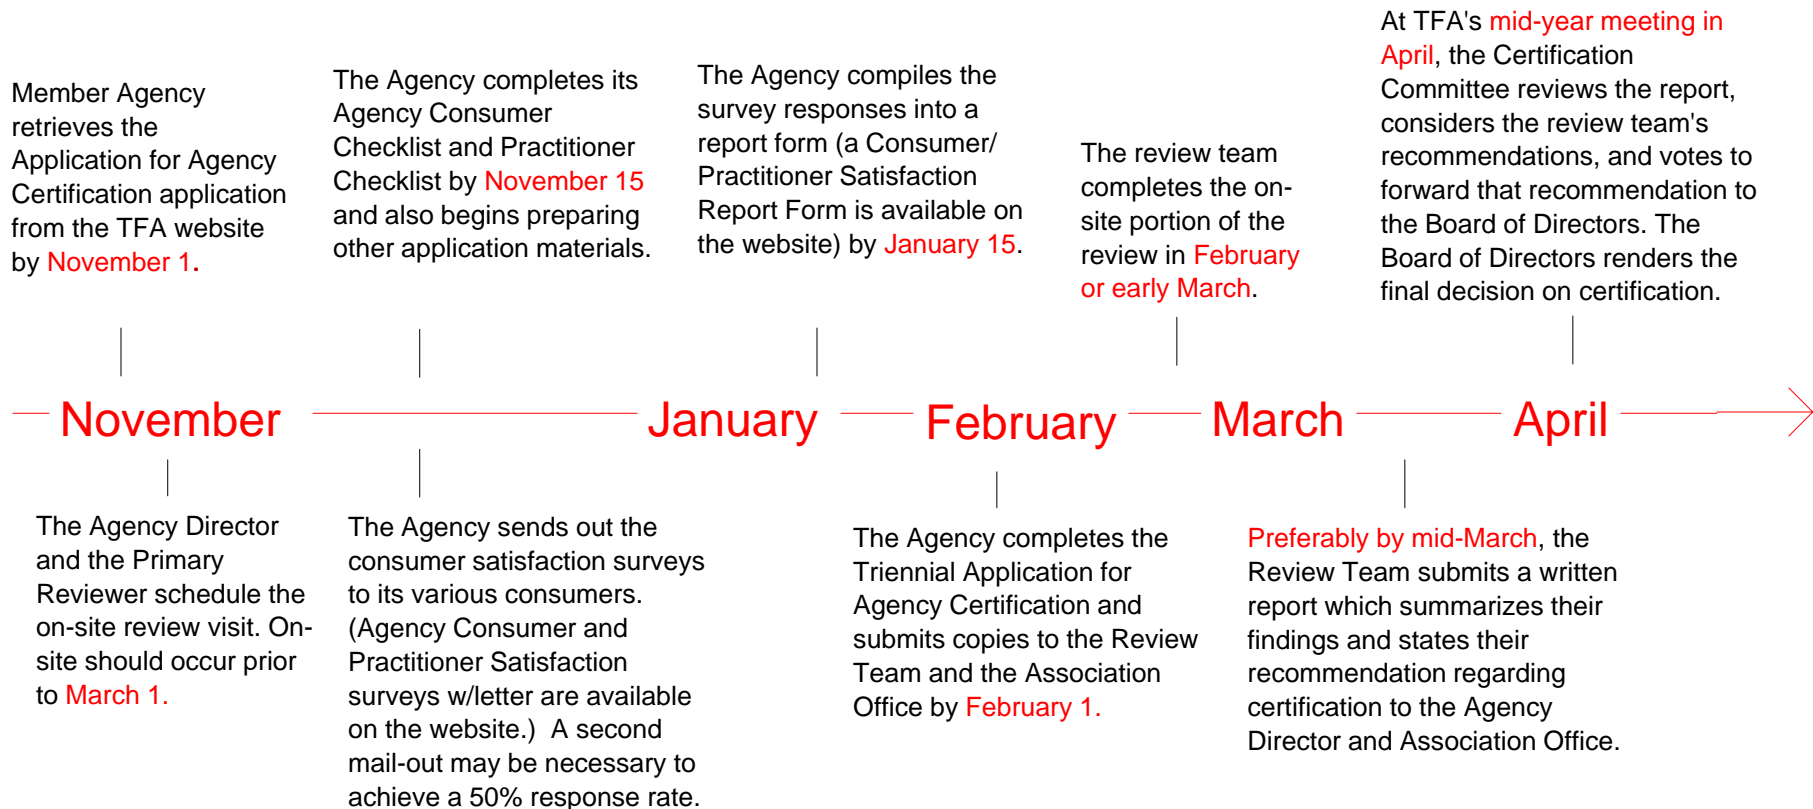 Member Agency
retrieves the
Application for Agency
Certification application
from the TFA website
by November 1.
The Agency completes its
Agency Consumer
Checklist and Practitioner
Checklist by November 15
and also begins preparing
other application materials.
The Agency compiles the
survey responses into a
report form (a Consumer/
Practitioner Satisfaction
Report Form is available on
the website) by January 15.
The review team
completes the on-
site portion of the
review in February
or early March.
At TFA's mid-year meeting in
April, the Certification
Committee reviews the report,
considers the review team's
recommendations, and votes to
forward that recommendation to
the Board of Directors. The
Board of Directors renders the
final decision on certification.
November
January
February
March
April
The Agency Director
and the Primary
Reviewer schedule the
on-site review visit. On-
site should occur prior
to March 1.
The Agency sends out the
consumer satisfaction surveys
to its various consumers.
(Agency Consumer and
Practitioner Satisfaction
surveys w/letter are available
on the website.)  A second
mail-out may be necessary to
achieve a 50% response rate.
The Agency completes the
Triennial Application for
Agency Certification and
submits copies to the Review
Team and the Association
Office by February 1.
Preferably by mid-March, the
Review Team submits a written
report which summarizes their
findings and states their
recommendation regarding
certification to the Agency
Director and Association Office.